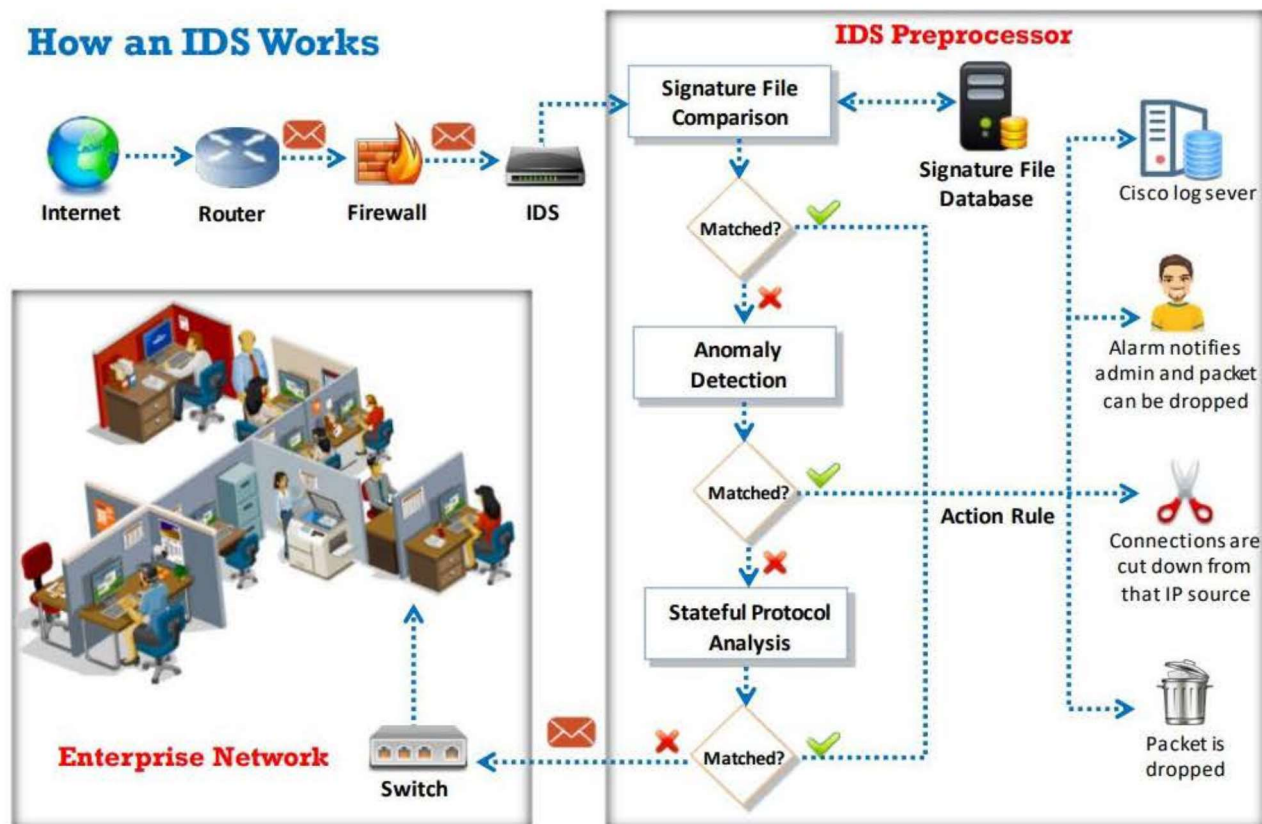 How an IDS Works
IDS Preprocessor
Internet
Router
Firewall
IDS
Signature File
Comparison
Signature File
Database
Matched?
Anomaly
Detection
Matched?
Action Rule
Stateful Protocol
Analysis
Matched?
Cisco log sever
Alarm notifies
admin and packet
can be dropped
Connections are
cut down from
that IP source
Packet is
dropped
Enterprise Network
Switch